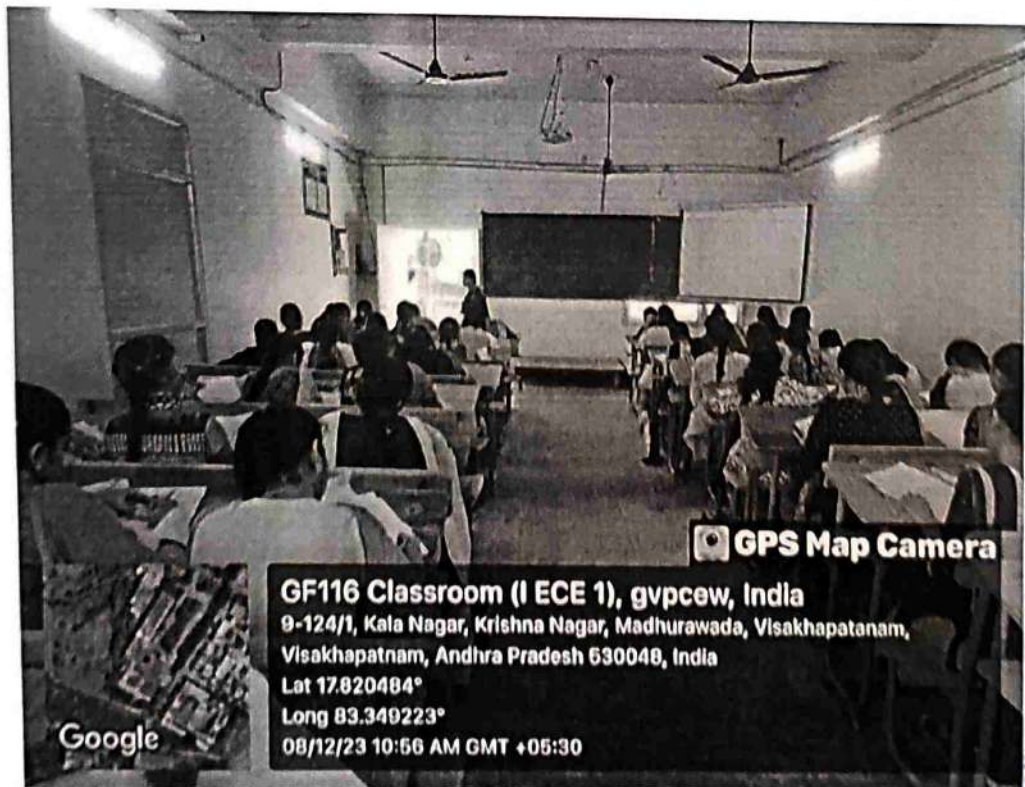 GPS Map Camera
GF116 Classroom (I ECE 1), gvpcew, India
9-124/1, Kala Nagar, Krishna Nagar, Madhurawada, Visakhapatanam,
Visakhapatnam, Andhra Pradesh 530048, India
Lat 17.820484°
Long 83.349223°
08/12/23 10:56 AM GMT +05:30
Google